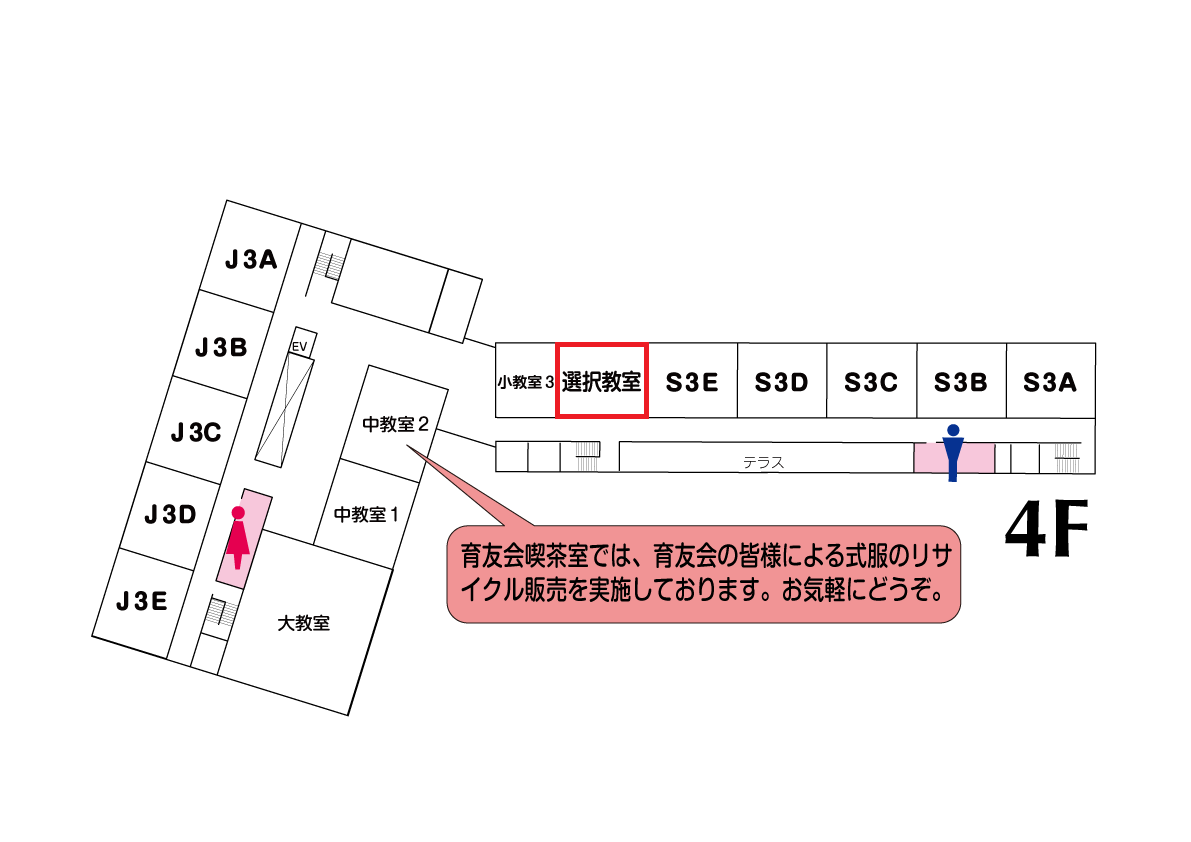 J3A
J3B
EV
小教室3
選択教室
S3E
S3D
S3C
S3B
S3A
J3C
中教室2
テラス
J3D
中教室1
4F
育友会喫茶室では、育友会の皆様による式服のリサ
イクル販売を実施しております。お気軽にどうぞ。
J3E
大教室